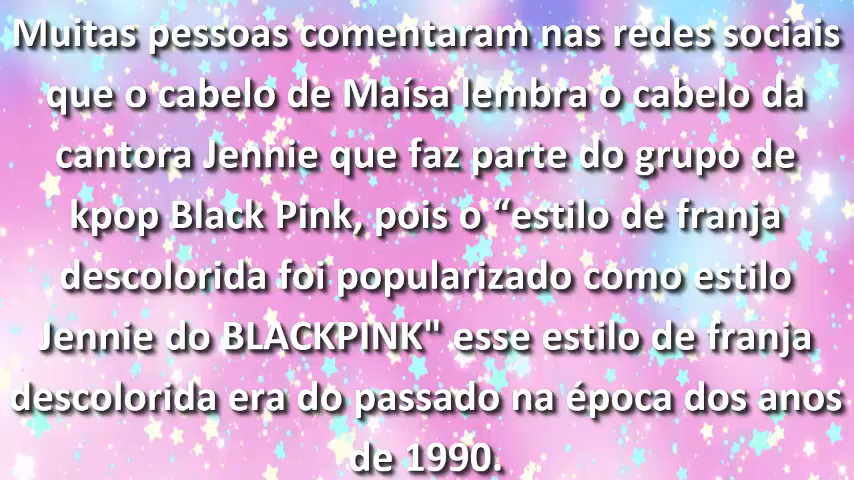 Muitas pessoas comentaram nas redes sociais
que o cabelo de Maísa lembra o cabelo da
cantora Jennie que faz parte do grupo de
kpop Black Pink, pois o “estilo de franja
descolorida foi popularizado como estilo
Jennie do BLACKPINK" esse estilo de franja
descolorida era do passado na época dos anos
de 1990.